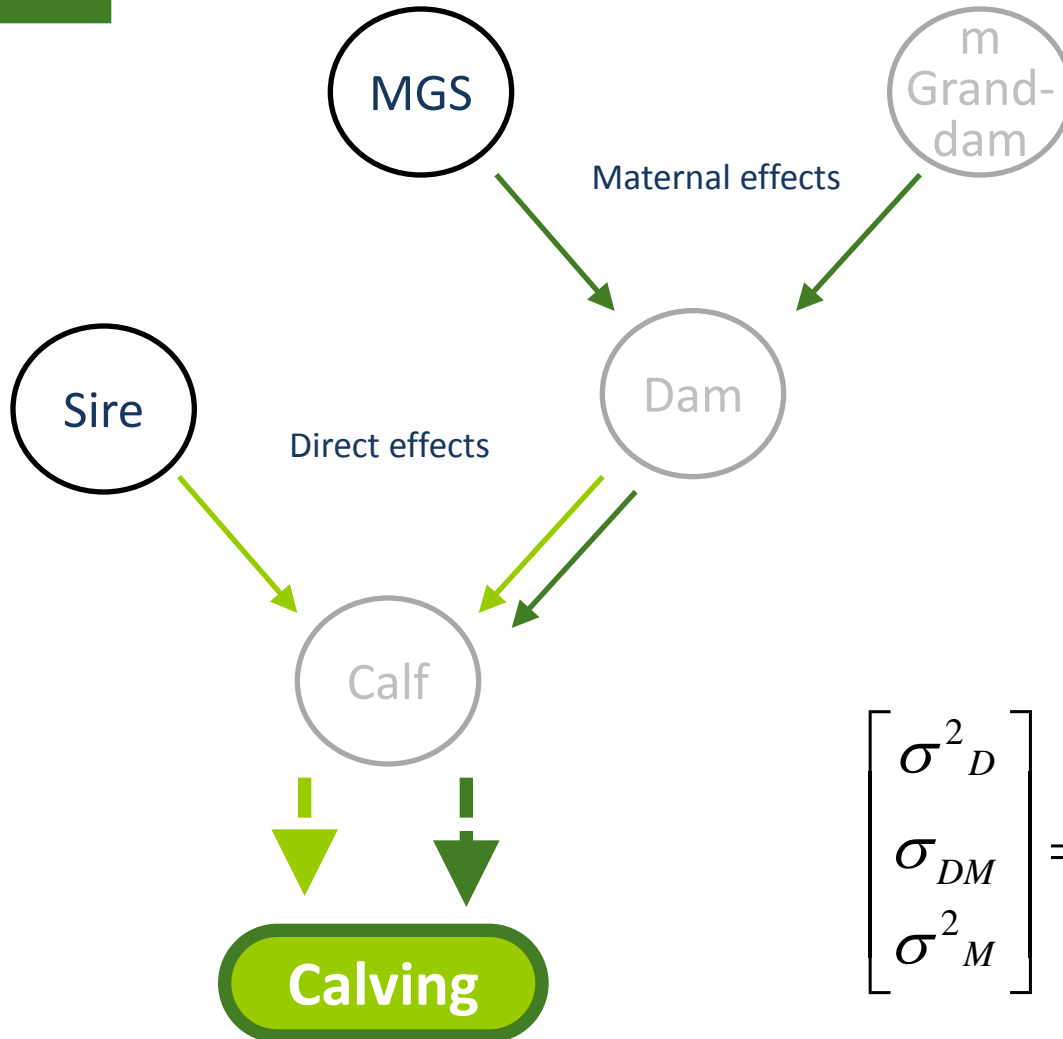 MGS
m
Grand-
dam
Maternal effects
Sire
Dam
Direct effects
Calf
σ²D
σDM
σ²M
=
Calving